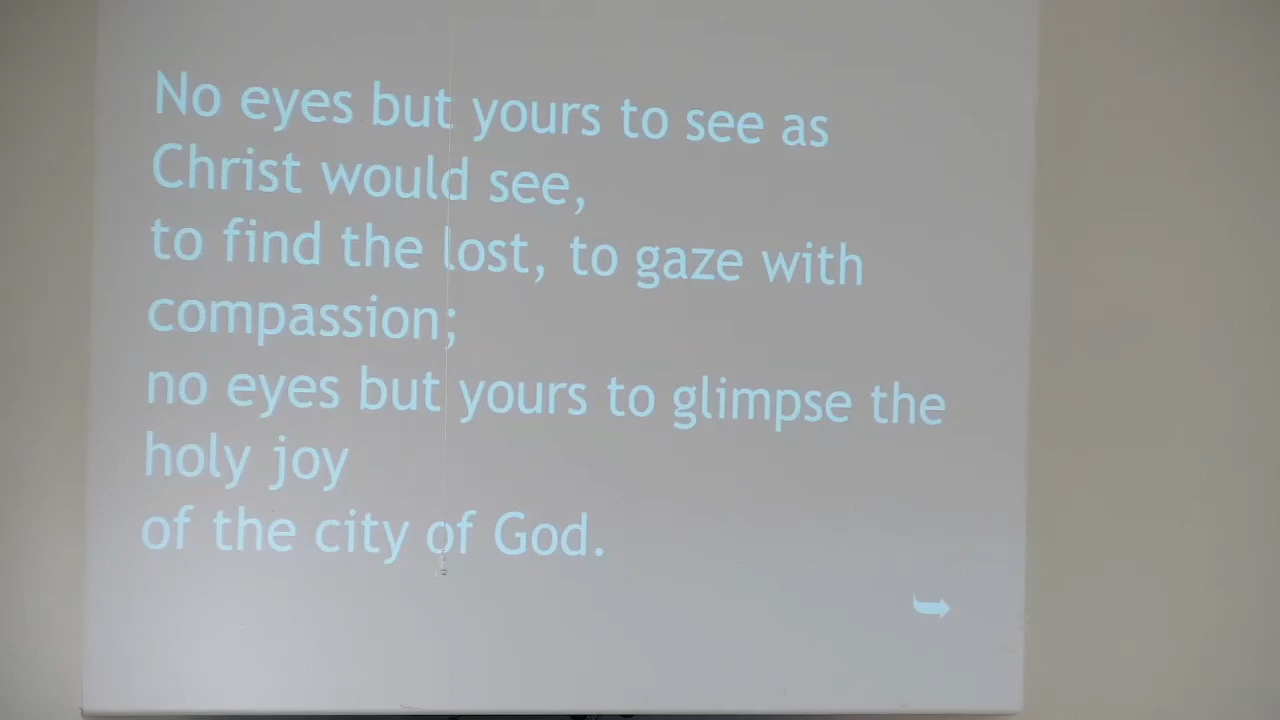 No eyes but yours to see as
Christ would see,
to find the lost, to gaze with
compassion;
no eyes but yours to glimpse the
holy joy
of the city of God.